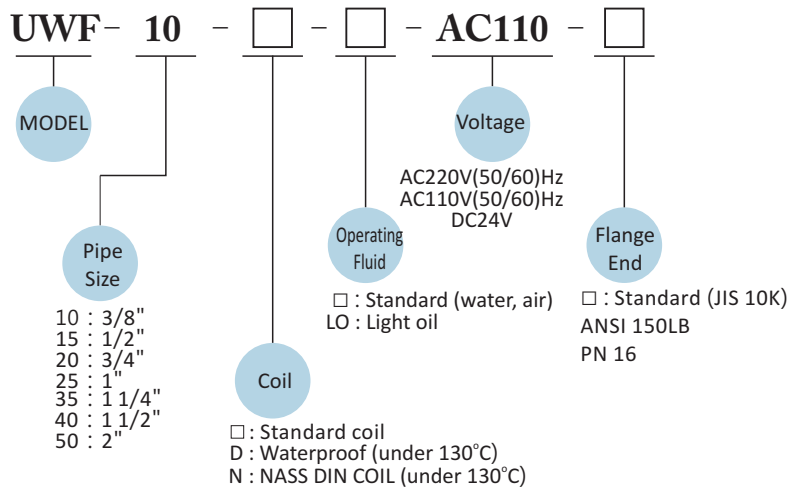 UWF - 10 - □ - □ - AC110 - □
MODEL
Voltage
AC220V(50/60)Hz
AC110V(50/60)Hz
DC24V
Pipe
Size
10 : 3/8"
15 : 1/2"
20 : 3/4"
25 : 1"
35 : 1 1/4"
40 : 1 1/2"
50 : 2"
Operating
Fluid
□ : Standard (water, air)
LO : Light oil
Flange
End
□ : Standard (JIS 10K)
ANSI 150LB
PN 16
Coil
□ : Standard coil
D : Waterproof (under 130°C)
N : NASS DIN COIL (under 130°C)